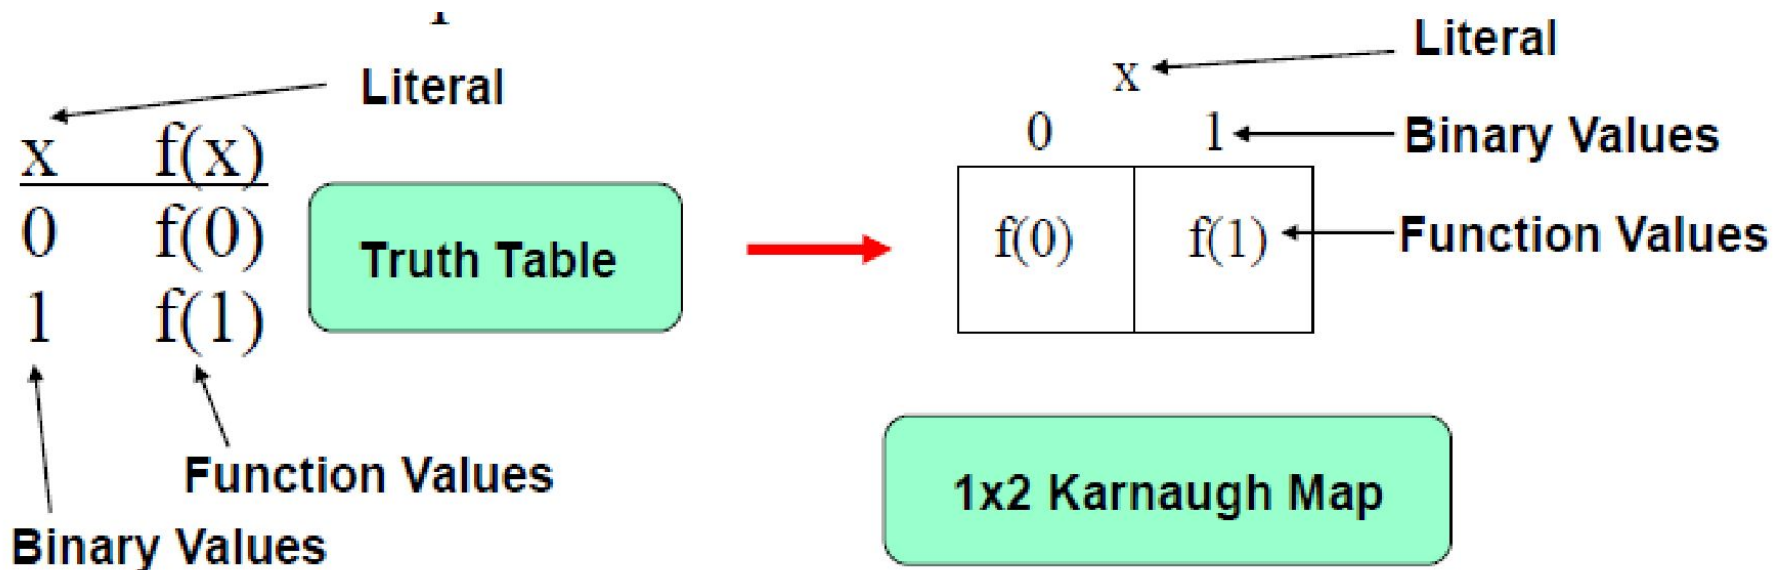 Literal
x f(x)
0 f(0)
1 f(1)
Truth Table
Function Values
Binary Values
Literal
x
0 1
Binary Values
f(0) f(1)
Function Values
1x2 Karnaugh Map